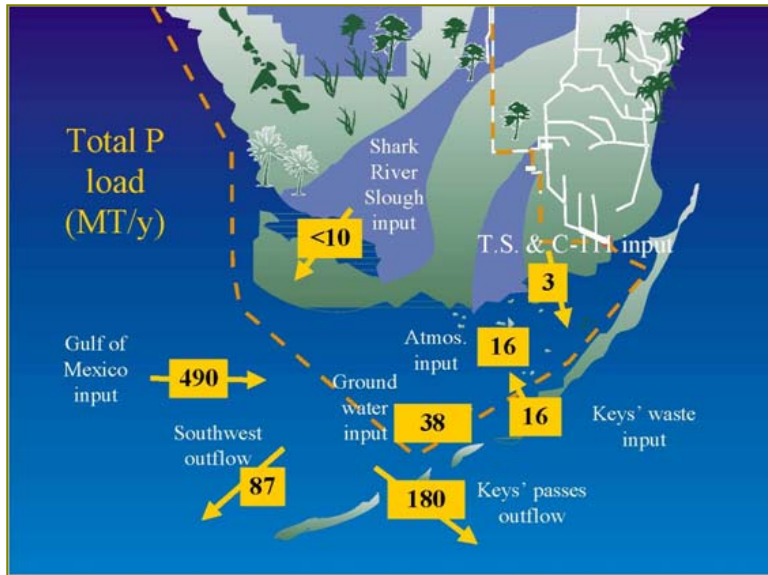 Total P
load
(MT/y)
Shark
River
Slough
input
<10
T.S. & C-111 input
3
Atmos.
input
16
Gulf of
Mexico
input
490
Ground
water
input
38
16
Keys’ waste
input
Southwest
outflow
87
180
Keys’ passes
outflow